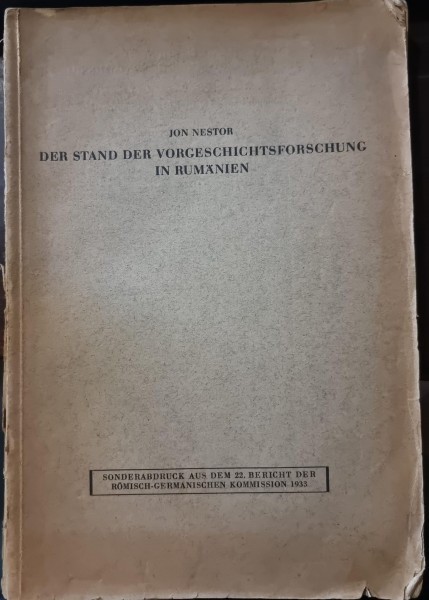 JON NESTOR
DER STAND DER VORGESCHICHTSFORSCHUNG
IN RUMÄNIEN
SONDERABDRUCK AUS DEM 22. BERICHT DER
RÖMISCH-GERMANISCHEN KOMMISSION 1933